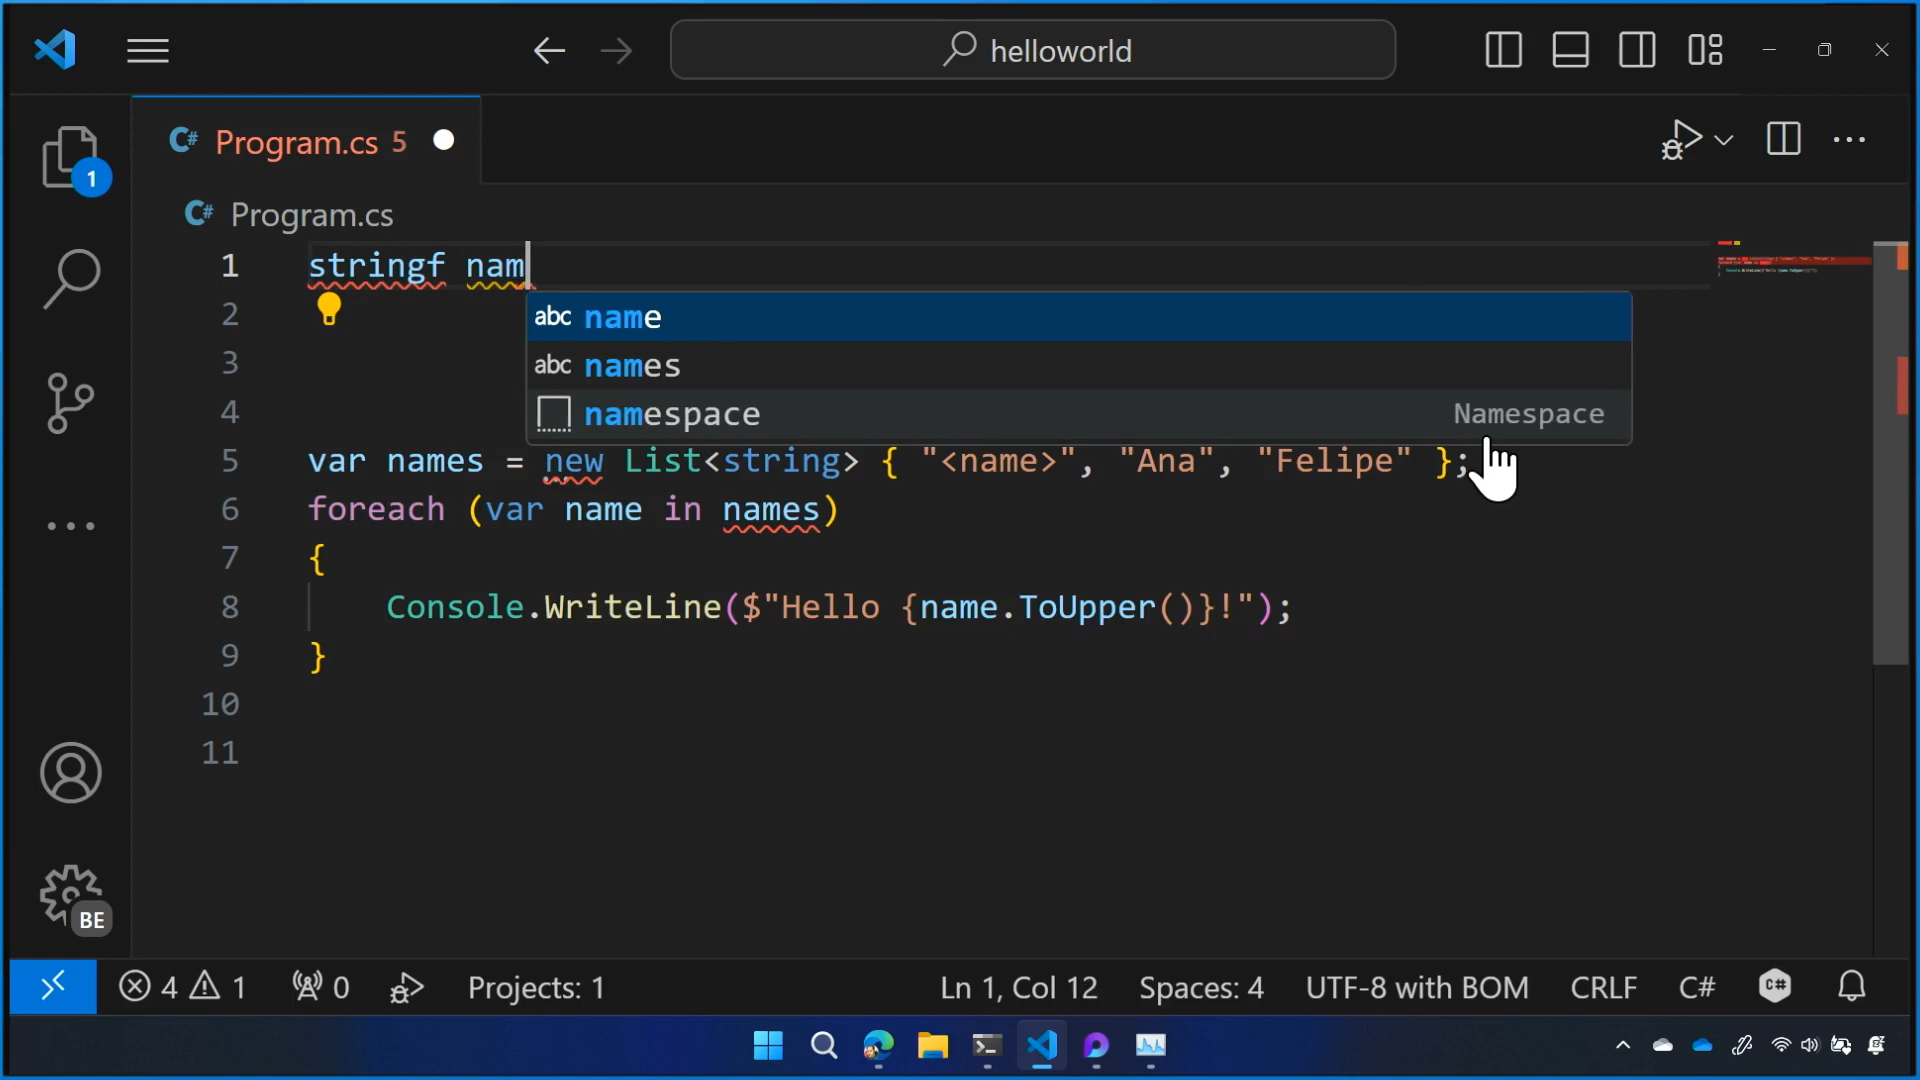 helloworld
C# Program.cs 5
1
C# Program.cs
1 stringf nam
2
abc name
3
abc names
4
namespace Namespace
5 var names = new List<string> { "<name>", "Ana", "Felipe" };
6 foreach (var name in names)
7 {
8 Console.WriteLine($"Hello {name.ToUpper()}!");
9 }
10
11
BE
4 1 0 Projects: 1 Ln 1, Col 12 Spaces: 4 UTF-8 with BOM CRLF C# C#